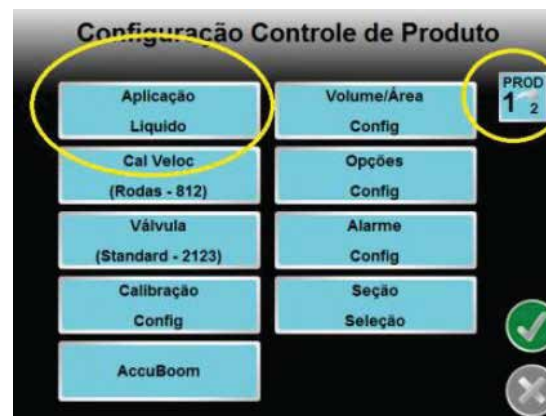 Configuração Controle de Produto
Aplicação
Liquido
Volume/Área
Config
PROD
1 2
Cal Veloc
(Rodas - 812)
Opções
Config
Válvula
(Standard - 2123)
Alarme
Config
Calibração
Config
Seção
Seleção
AccuBoom